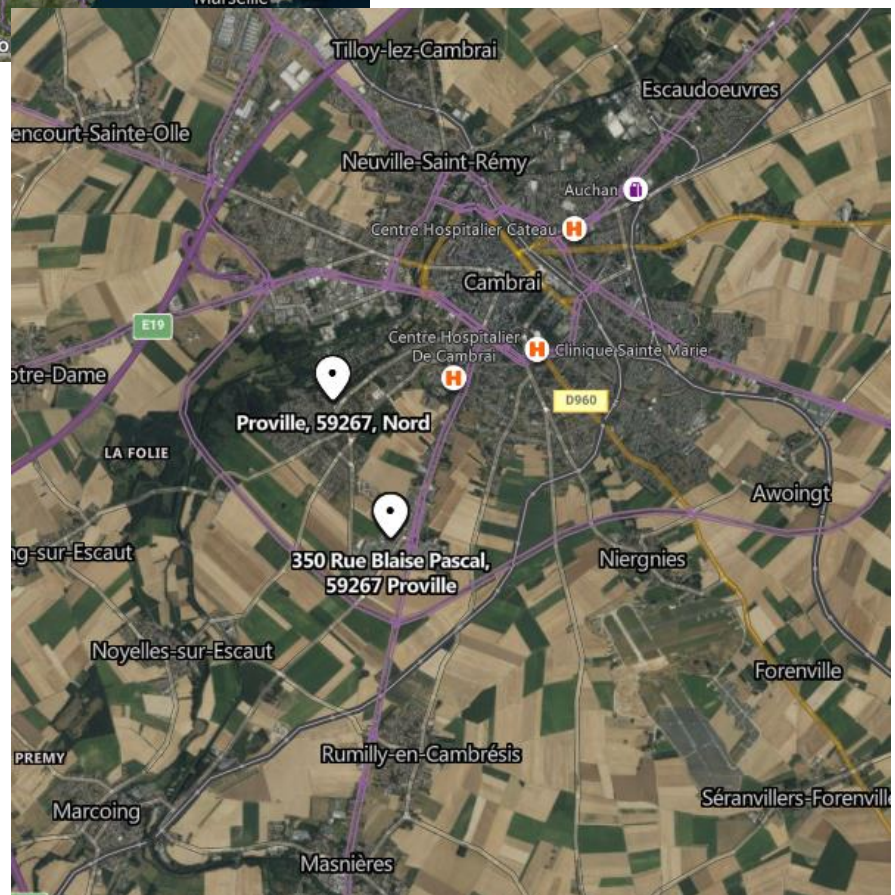 Marseille
Tilloy-lez-Cambrai
Escaudoeuvres
encourt-Sainte-Olle
Neuville-Saint-Rémy
Auchan
Centre Hospitalier Cateau
Cambrai
E19
Centre Hospitalier
De Cambrai
Clinique Sainte Marie
otre-Dame
D960
Proville, 59267, Nord
LA FOLIE
Awoingt
ng-sur-Escaut
350 Rue Blaise Pascal,
59267 Proville
Niergnies
Noyelles-sur-Escaut
Forenville
PREMY
Rumilly-en-Cambrésis
Marcoing
Séranvillers-Forenville
Masnières